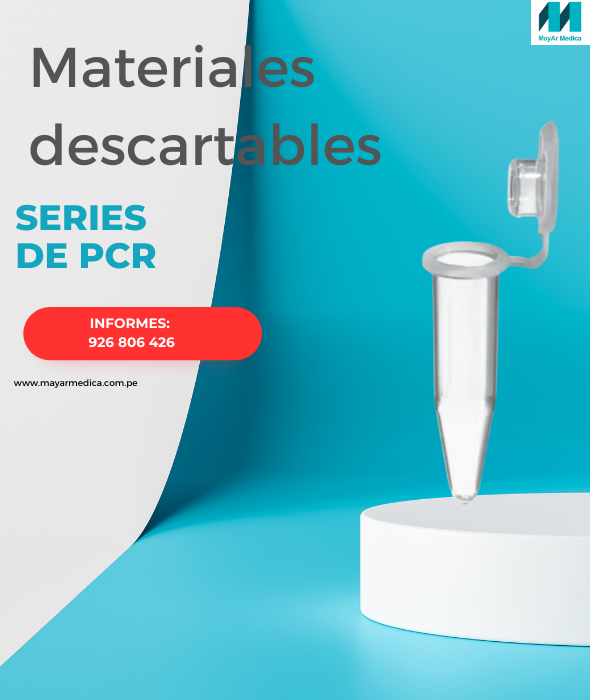 MayAr Medica
Materiales
descartables
SERIES
DE PCR
INFORMES:
926 806 426
www.mayarmedica.com.pe